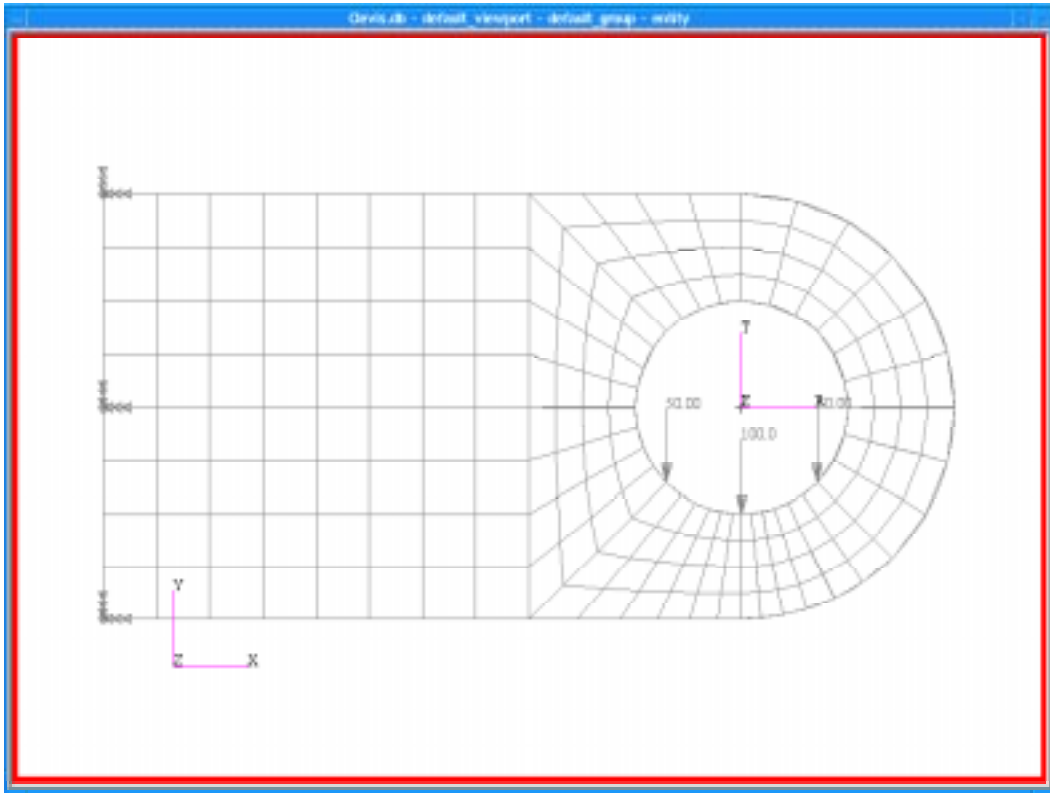 Clevis.db - default_viewport - default_group - entity
T
50.00
Z
R
100.0
Y
Z
X